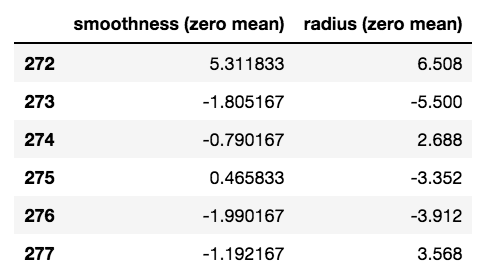 smoothness (zero mean) radius (zero mean)
272 5.311833 6.508
273 -1.805167 -5.500
274 -0.790167 2.688
275 0.465833 -3.352
276 -1.990167 -3.912
277 -1.192167 3.568